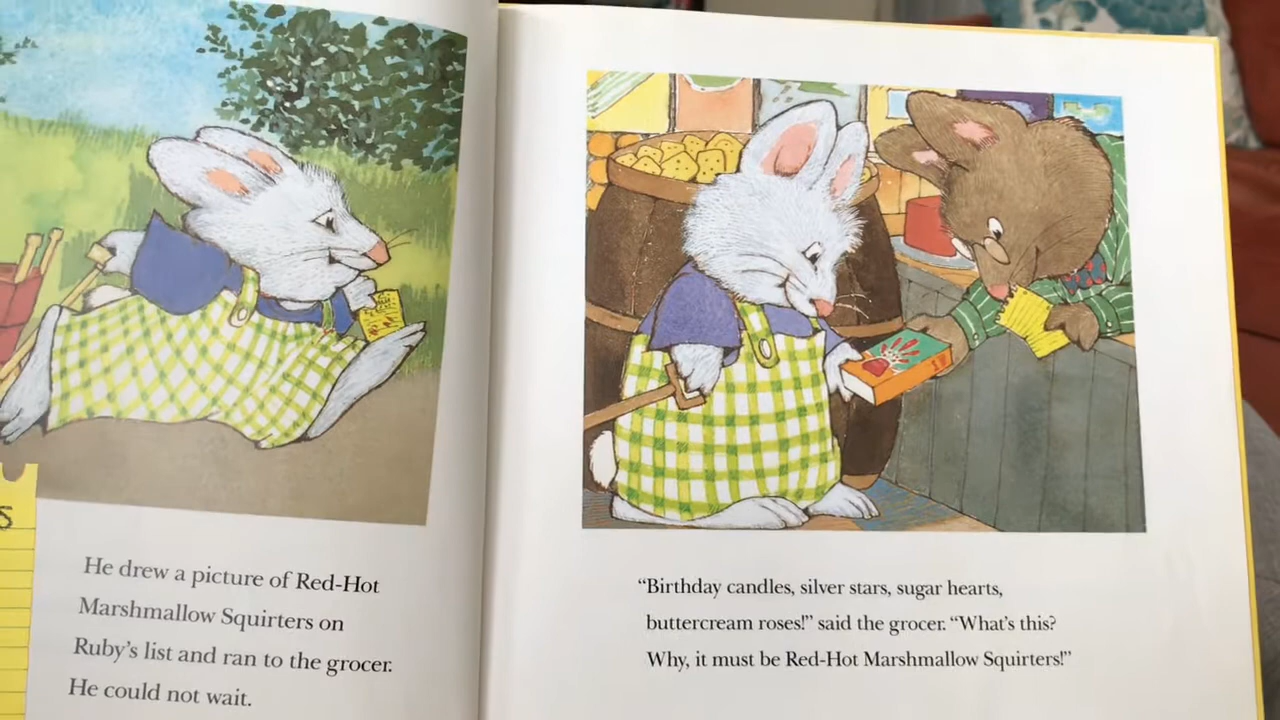 He drew a picture of Red-Hot
Marshmallow Squirters on
Ruby's list and ran to the grocer.
He could not wait.
"Birthday candles, silver stars, sugar hearts,
buttercream roses!" said the grocer. "What's this?
Why, it must be Red-Hot Marshmallow Squirters!"